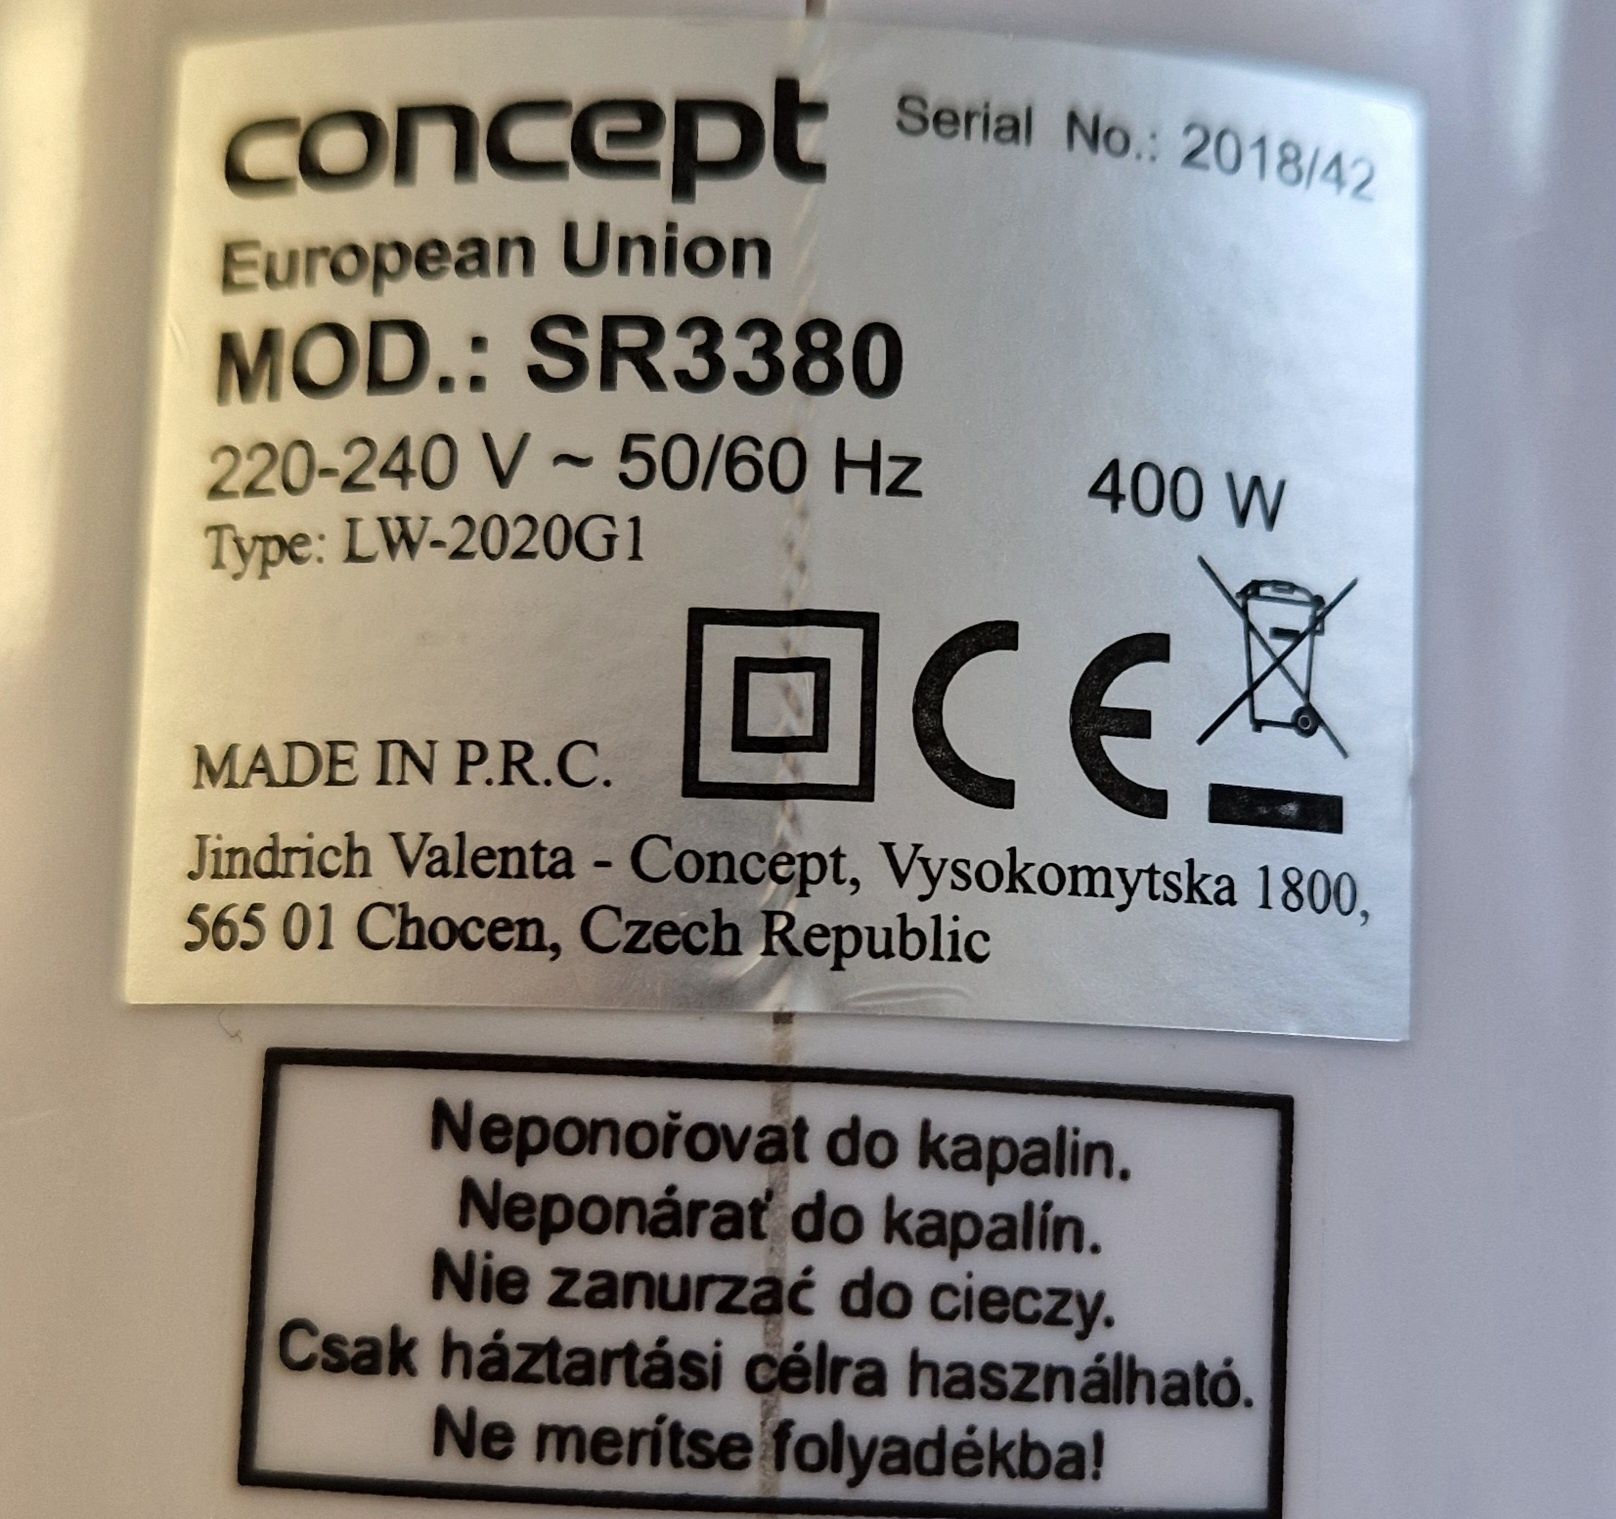 concept
Serial No.: 2018/42
European Union
MOD.: SR3380
220-240 V ~ 50/60 Hz 400 W
Type: LW-2020G1
CE
MADE IN P.R.C.
Jindrich Valenta - Concept, Vysokomytska 1800,
565 01 Chocen, Czech Republic
Neponořovat do kapalin.
Neponárať do kapalín.
Nie zanurzać do cieczy.
Csak háztartási célra használható.
Ne merítse folyadékba!